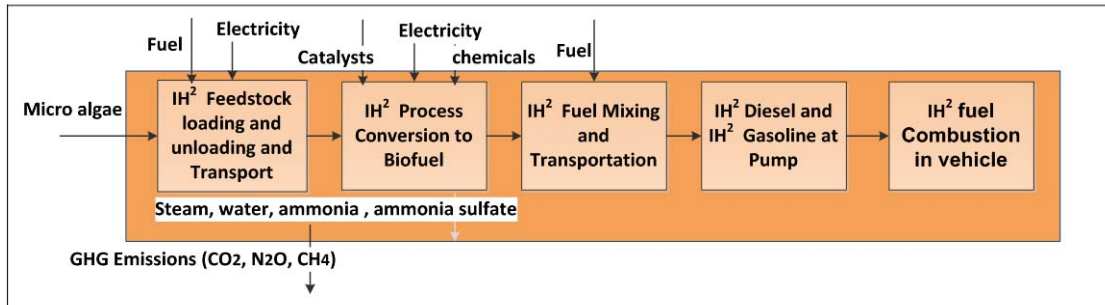 Fuel
Electricity
Catalysts
Electricity
chemicals
Fuel
Micro algae
IH² Feedstock
loading and
unloading and
Transport
IH² Process
Conversion to
Biofuel
IH² Fuel Mixing
and
Transportation
IH² Diesel and
IH² Gasoline at
Pump
IH² fuel
Combustion
in vehicle
Steam, water, ammonia , ammonia sulfate
GHG Emissions (CO2, N2O, CH4)